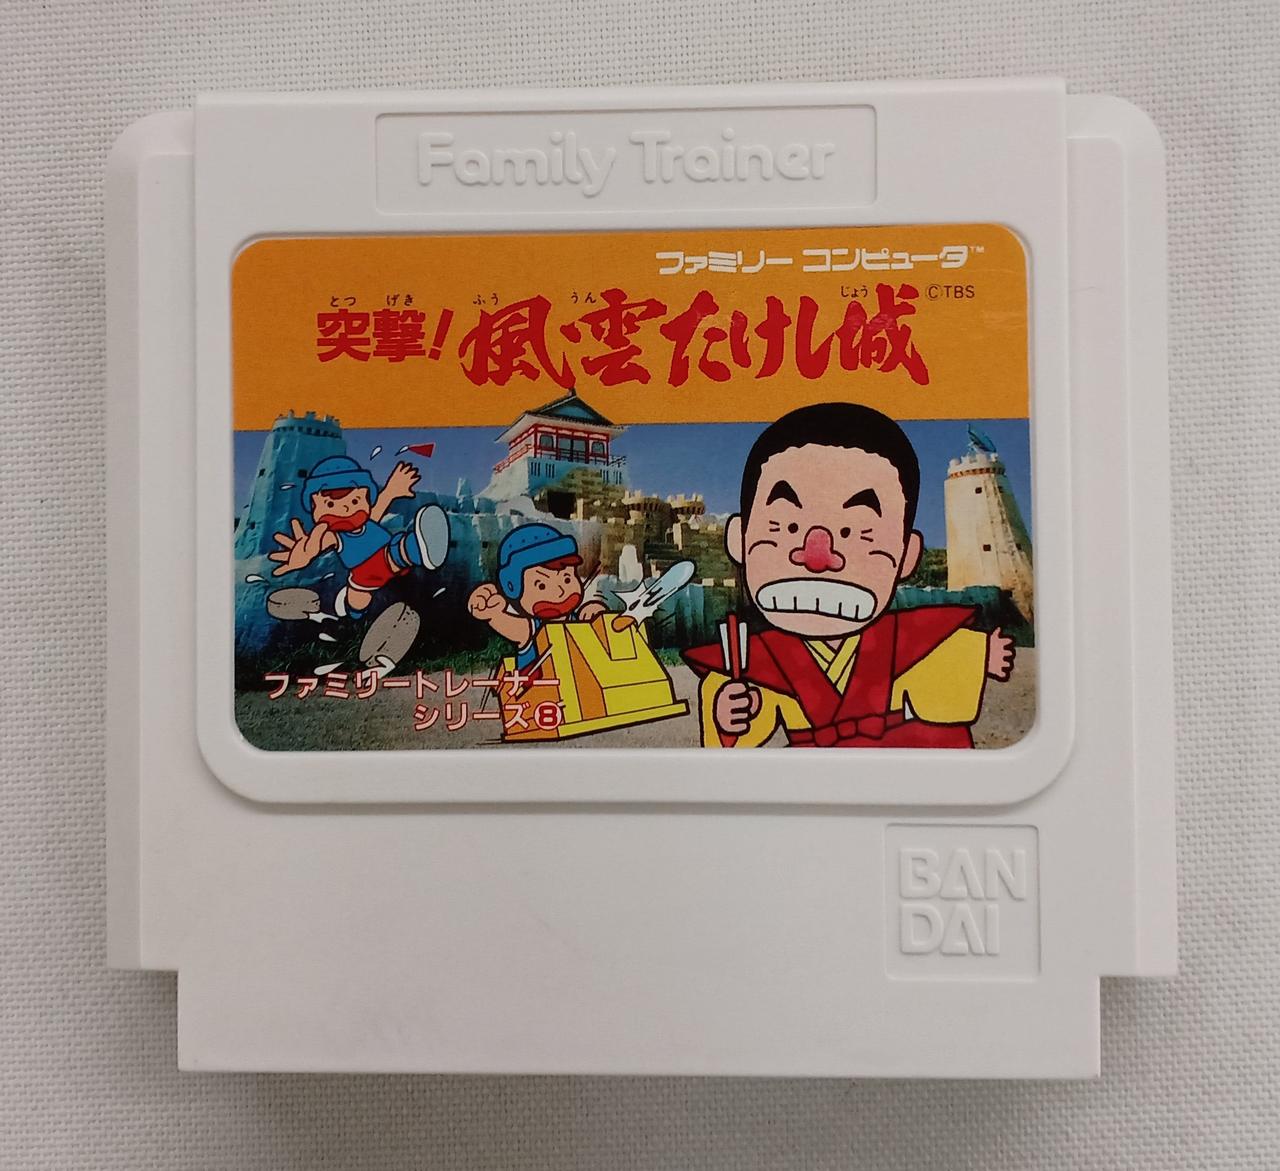 Family Trainer
ファミリー コンピュータ™
とつ げき ふう うん じょう
突撃!風雲たけし城 ©TBS
ファミリートレーナー
シリーズ⑧
BAN
DAI